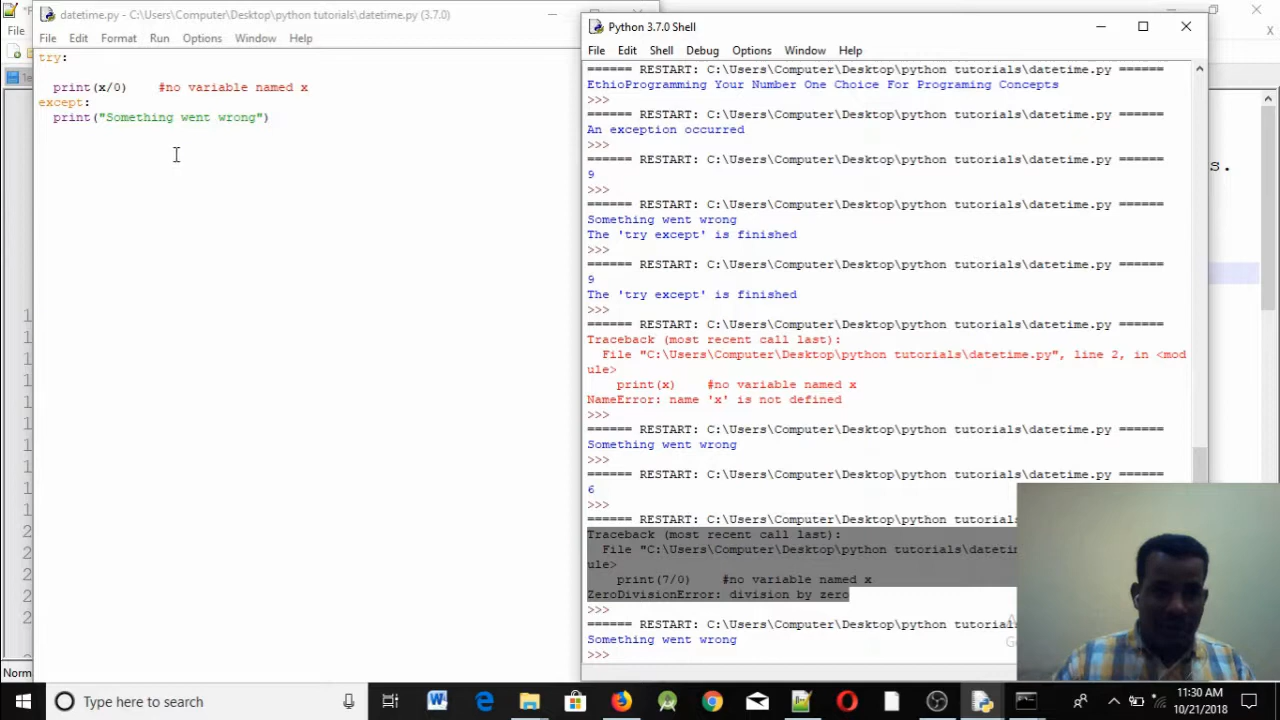 datetime.py - C:\Users\Computer\Desktop\python tutorials\datetime.py (3.7.0)
File Edit Format Run Options Window Help
try:
print(x/0) #no variable named x
except:
print("Something went wrong")
Python 3.7.0 Shell
File Edit Shell Debug Options Window Help
====== RESTART: C:\Users\Computer\Desktop\python tutorials\datetime.py ======
EthioProgramming Your Number One Choice For Programing Concepts
>>>
====== RESTART: C:\Users\Computer\Desktop\python tutorials\datetime.py ======
An exception occurred
>>>
====== RESTART: C:\Users\Computer\Desktop\python tutorials\datetime.py ======
9
>>>
====== RESTART: C:\Users\Computer\Desktop\python tutorials\datetime.py ======
Something went wrong
The 'try except' is finished
>>>
====== RESTART: C:\Users\Computer\Desktop\python tutorials\datetime.py ======
9
The 'try except' is finished
>>>
====== RESTART: C:\Users\Computer\Desktop\python tutorials\datetime.py ======
Traceback (most recent call last):
File "C:\Users\Computer\Desktop\python tutorials\datetime.py", line 2, in <mod
ule>
print(x) #no variable named x
NameError: name 'x' is not defined
>>>
====== RESTART: C:\Users\Computer\Desktop\python tutorials\datetime.py ======
Something went wrong
>>>
====== RESTART: C:\Users\Computer\Desktop\python tutorials\datetime.py ======
6
>>>
====== RESTART: C:\Users\Computer\Desktop\python tutorials
Traceback (most recent call last):
File "C:\Users\Computer\Desktop\python tutorials\datetim
ule>
print(7/0) #no variable named x
ZeroDivisionError: division by zero
>>>
====== RESTART: C:\Users\Computer\Desktop\python tutorials
Something went wrong
>>>
File
s.
Norm
Type here to search
11:30 AM
10/21/2018